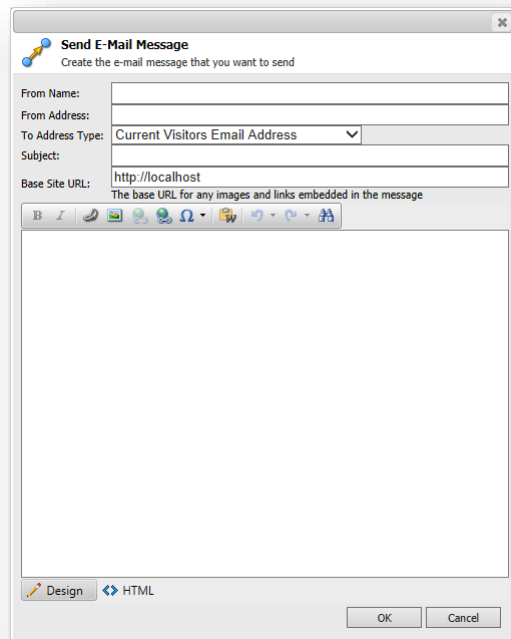 Send E-Mail Message
Create the e-mail message that you want to send
From Name:
From Address:
To Address Type: Current Visitors Email Address
Subject:
Base Site URL: http://localhost
The base URL for any images and links embedded in the message
B I Ω
Design HTML
OK Cancel